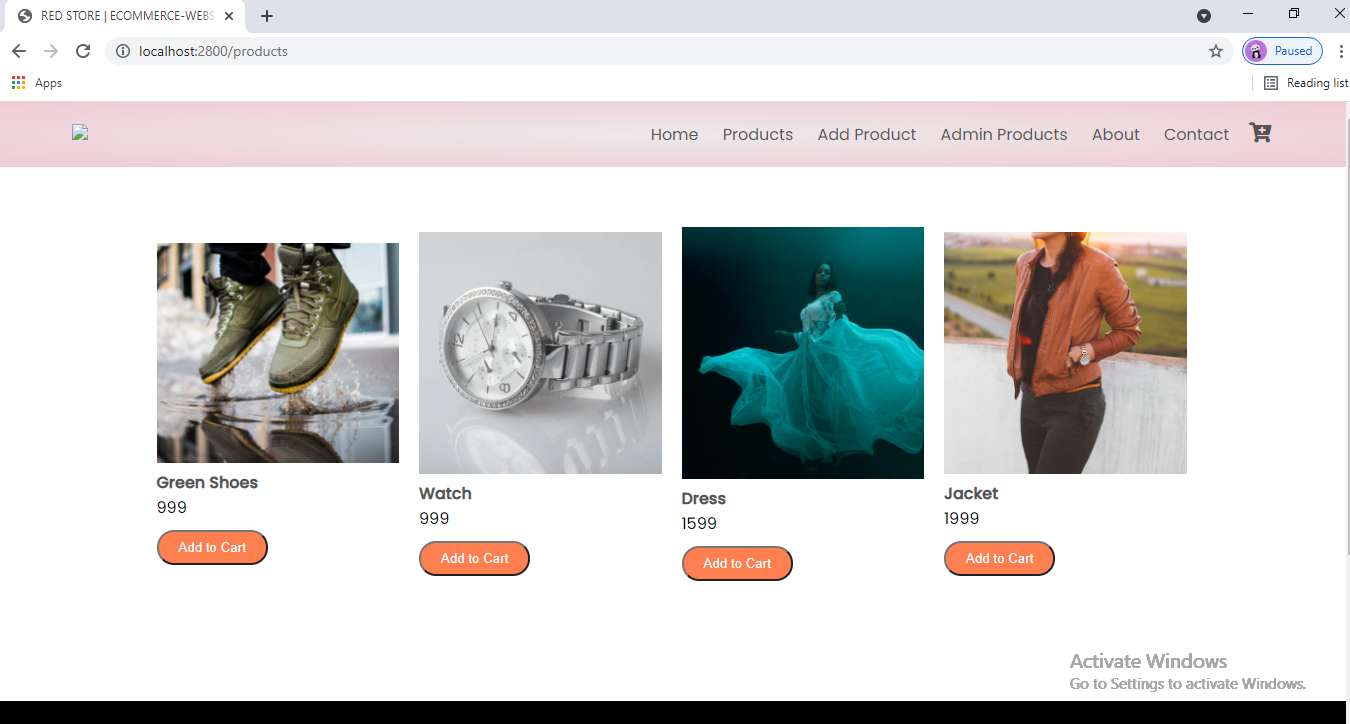 RED STORE | ECOMMERCE-WEBS
localhost:2800/products
Paused
Apps
Reading list
Home Products Add Product Admin Products About Contact
Green Shoes
999
Add to Cart
Watch
999
Add to Cart
Dress
1599
Add to Cart
Jacket
1999
Add to Cart
Activate Windows
Go to Settings to activate Windows.